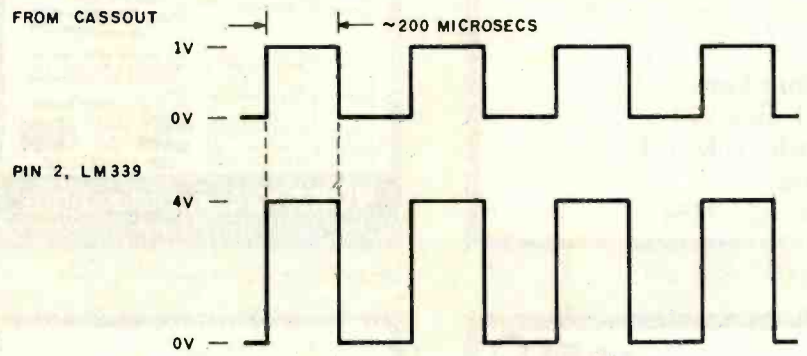 FROM CASSOUT
~200 MICROSECS
1V
0V
PIN 2, LM339
4V
0V